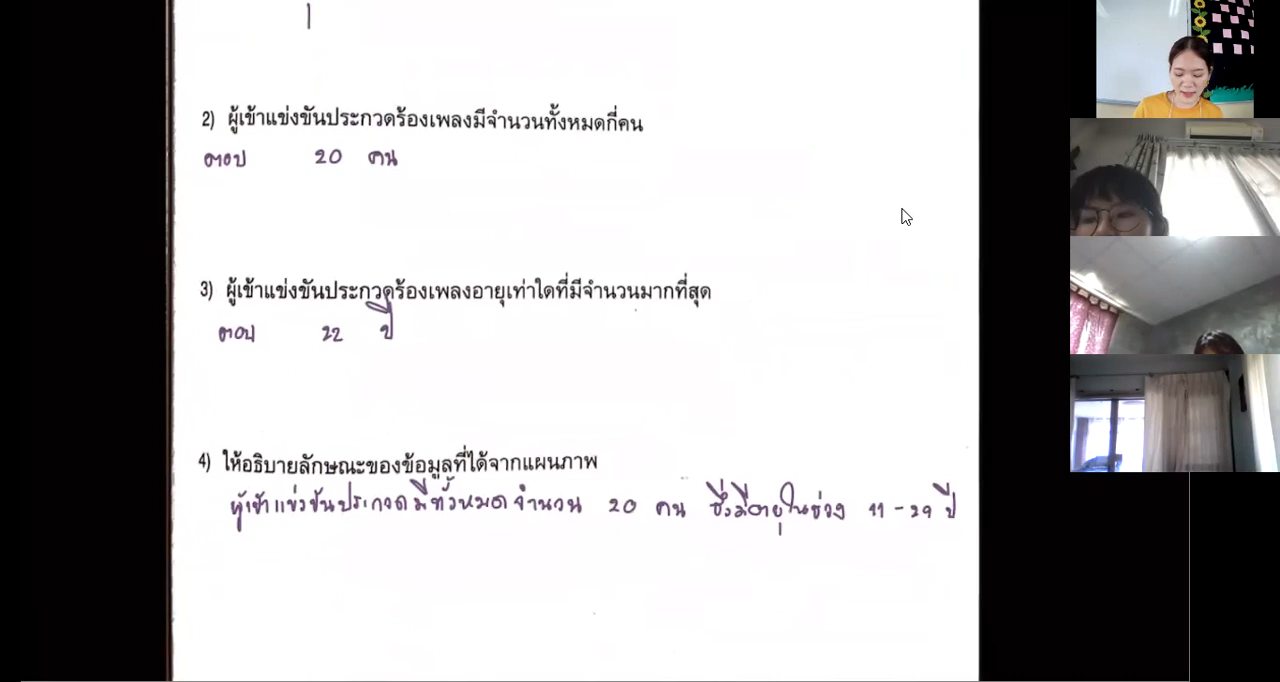 2) ผู้เข้าแข่งขันประกวดร้องเพลงมีจำนวนทั้งหมดกี่คน
ตอบ 20 คน
3) ผู้เข้าแข่งขันประกวดร้องเพลงอายุเท่าใดที่มีจำนวนมากที่สุด
ตอบ 22 ปี
4) ให้อธิบายลักษณะของข้อมูลที่ได้จากแผนภาพ
ผู้เข้าแข่งขันประกวดมีทั้งหมดจำนวน 20 คน ซึ่งมีอายุในช่วง 11 - 29 ปี